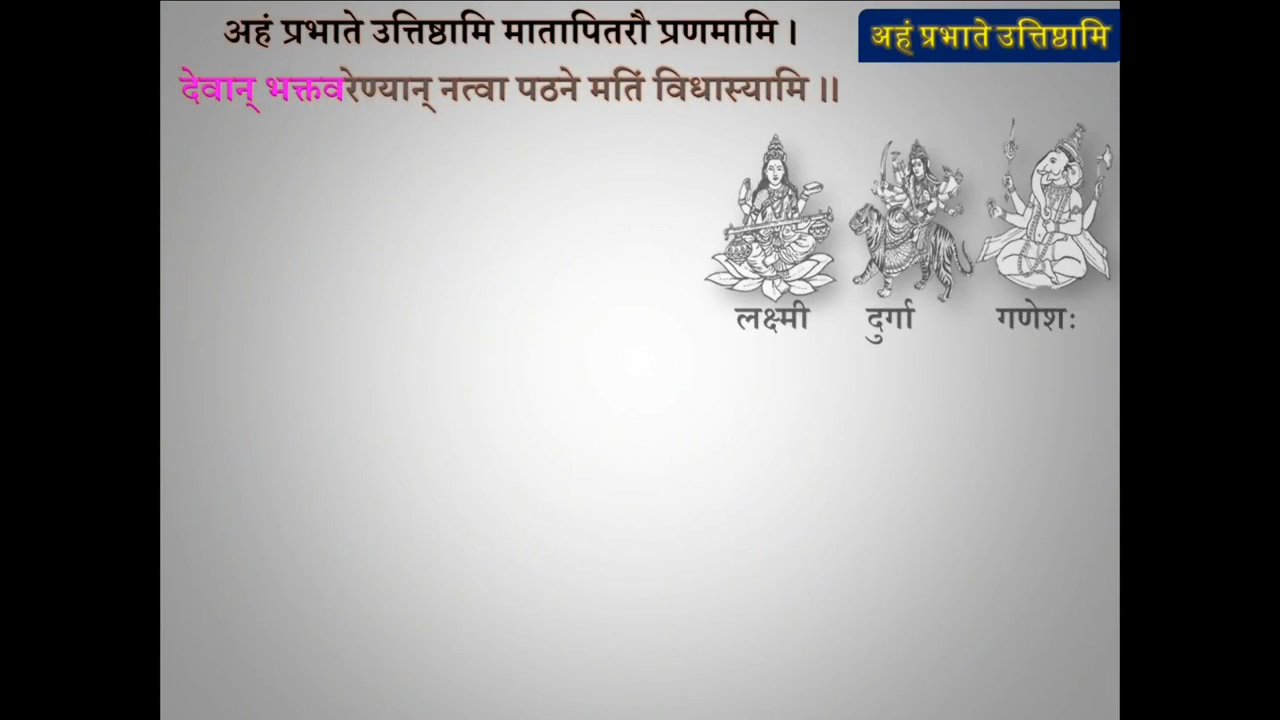 अहं प्रभाते उत्तिष्ठामि मातापितरौ प्रणमामि ।
अहं प्रभाते उत्तिष्ठामि
देवान् भक्तवरेण्यान् नत्वा पठने मतिं विधास्यामि ॥
लक्ष्मी दुर्गा गणेशः